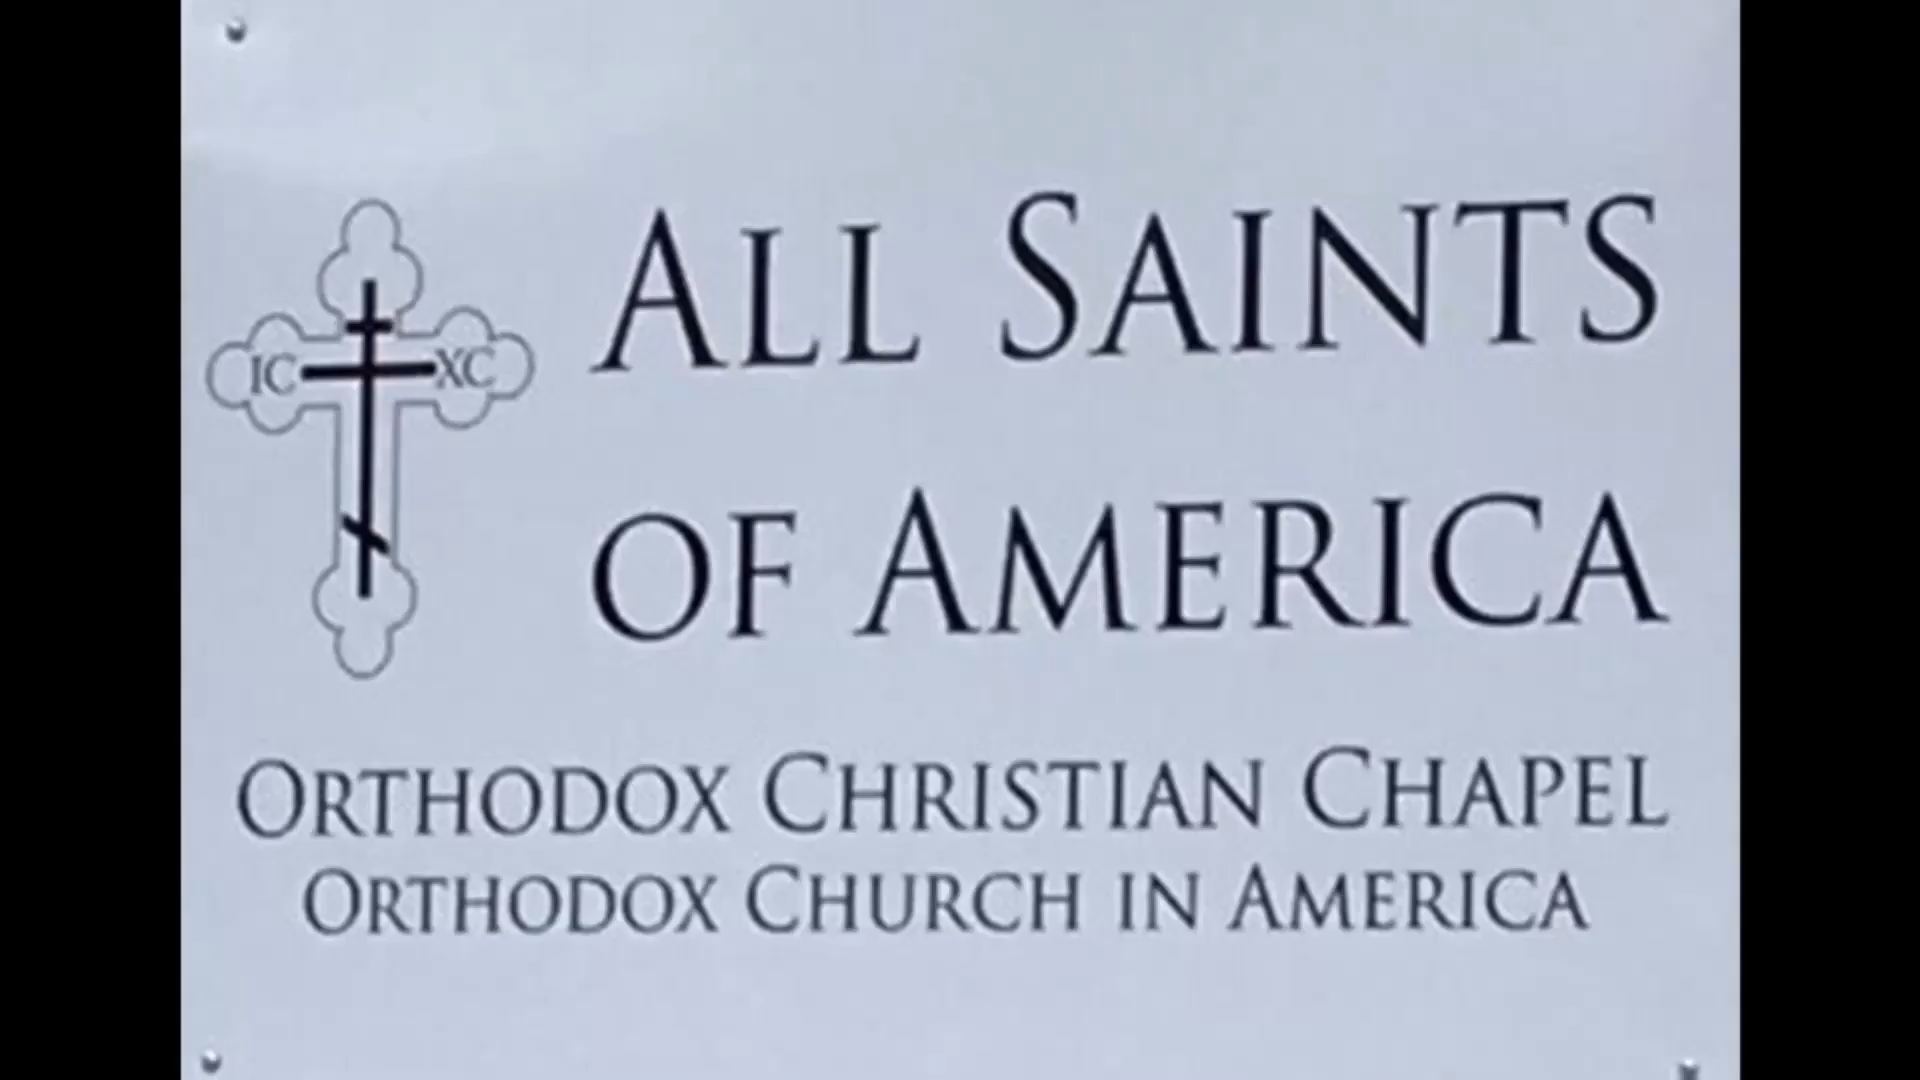 ALL SAINTS
OF AMERICA
IC XC
ORTHODOX CHRISTIAN CHAPEL
ORTHODOX CHURCH IN AMERICA